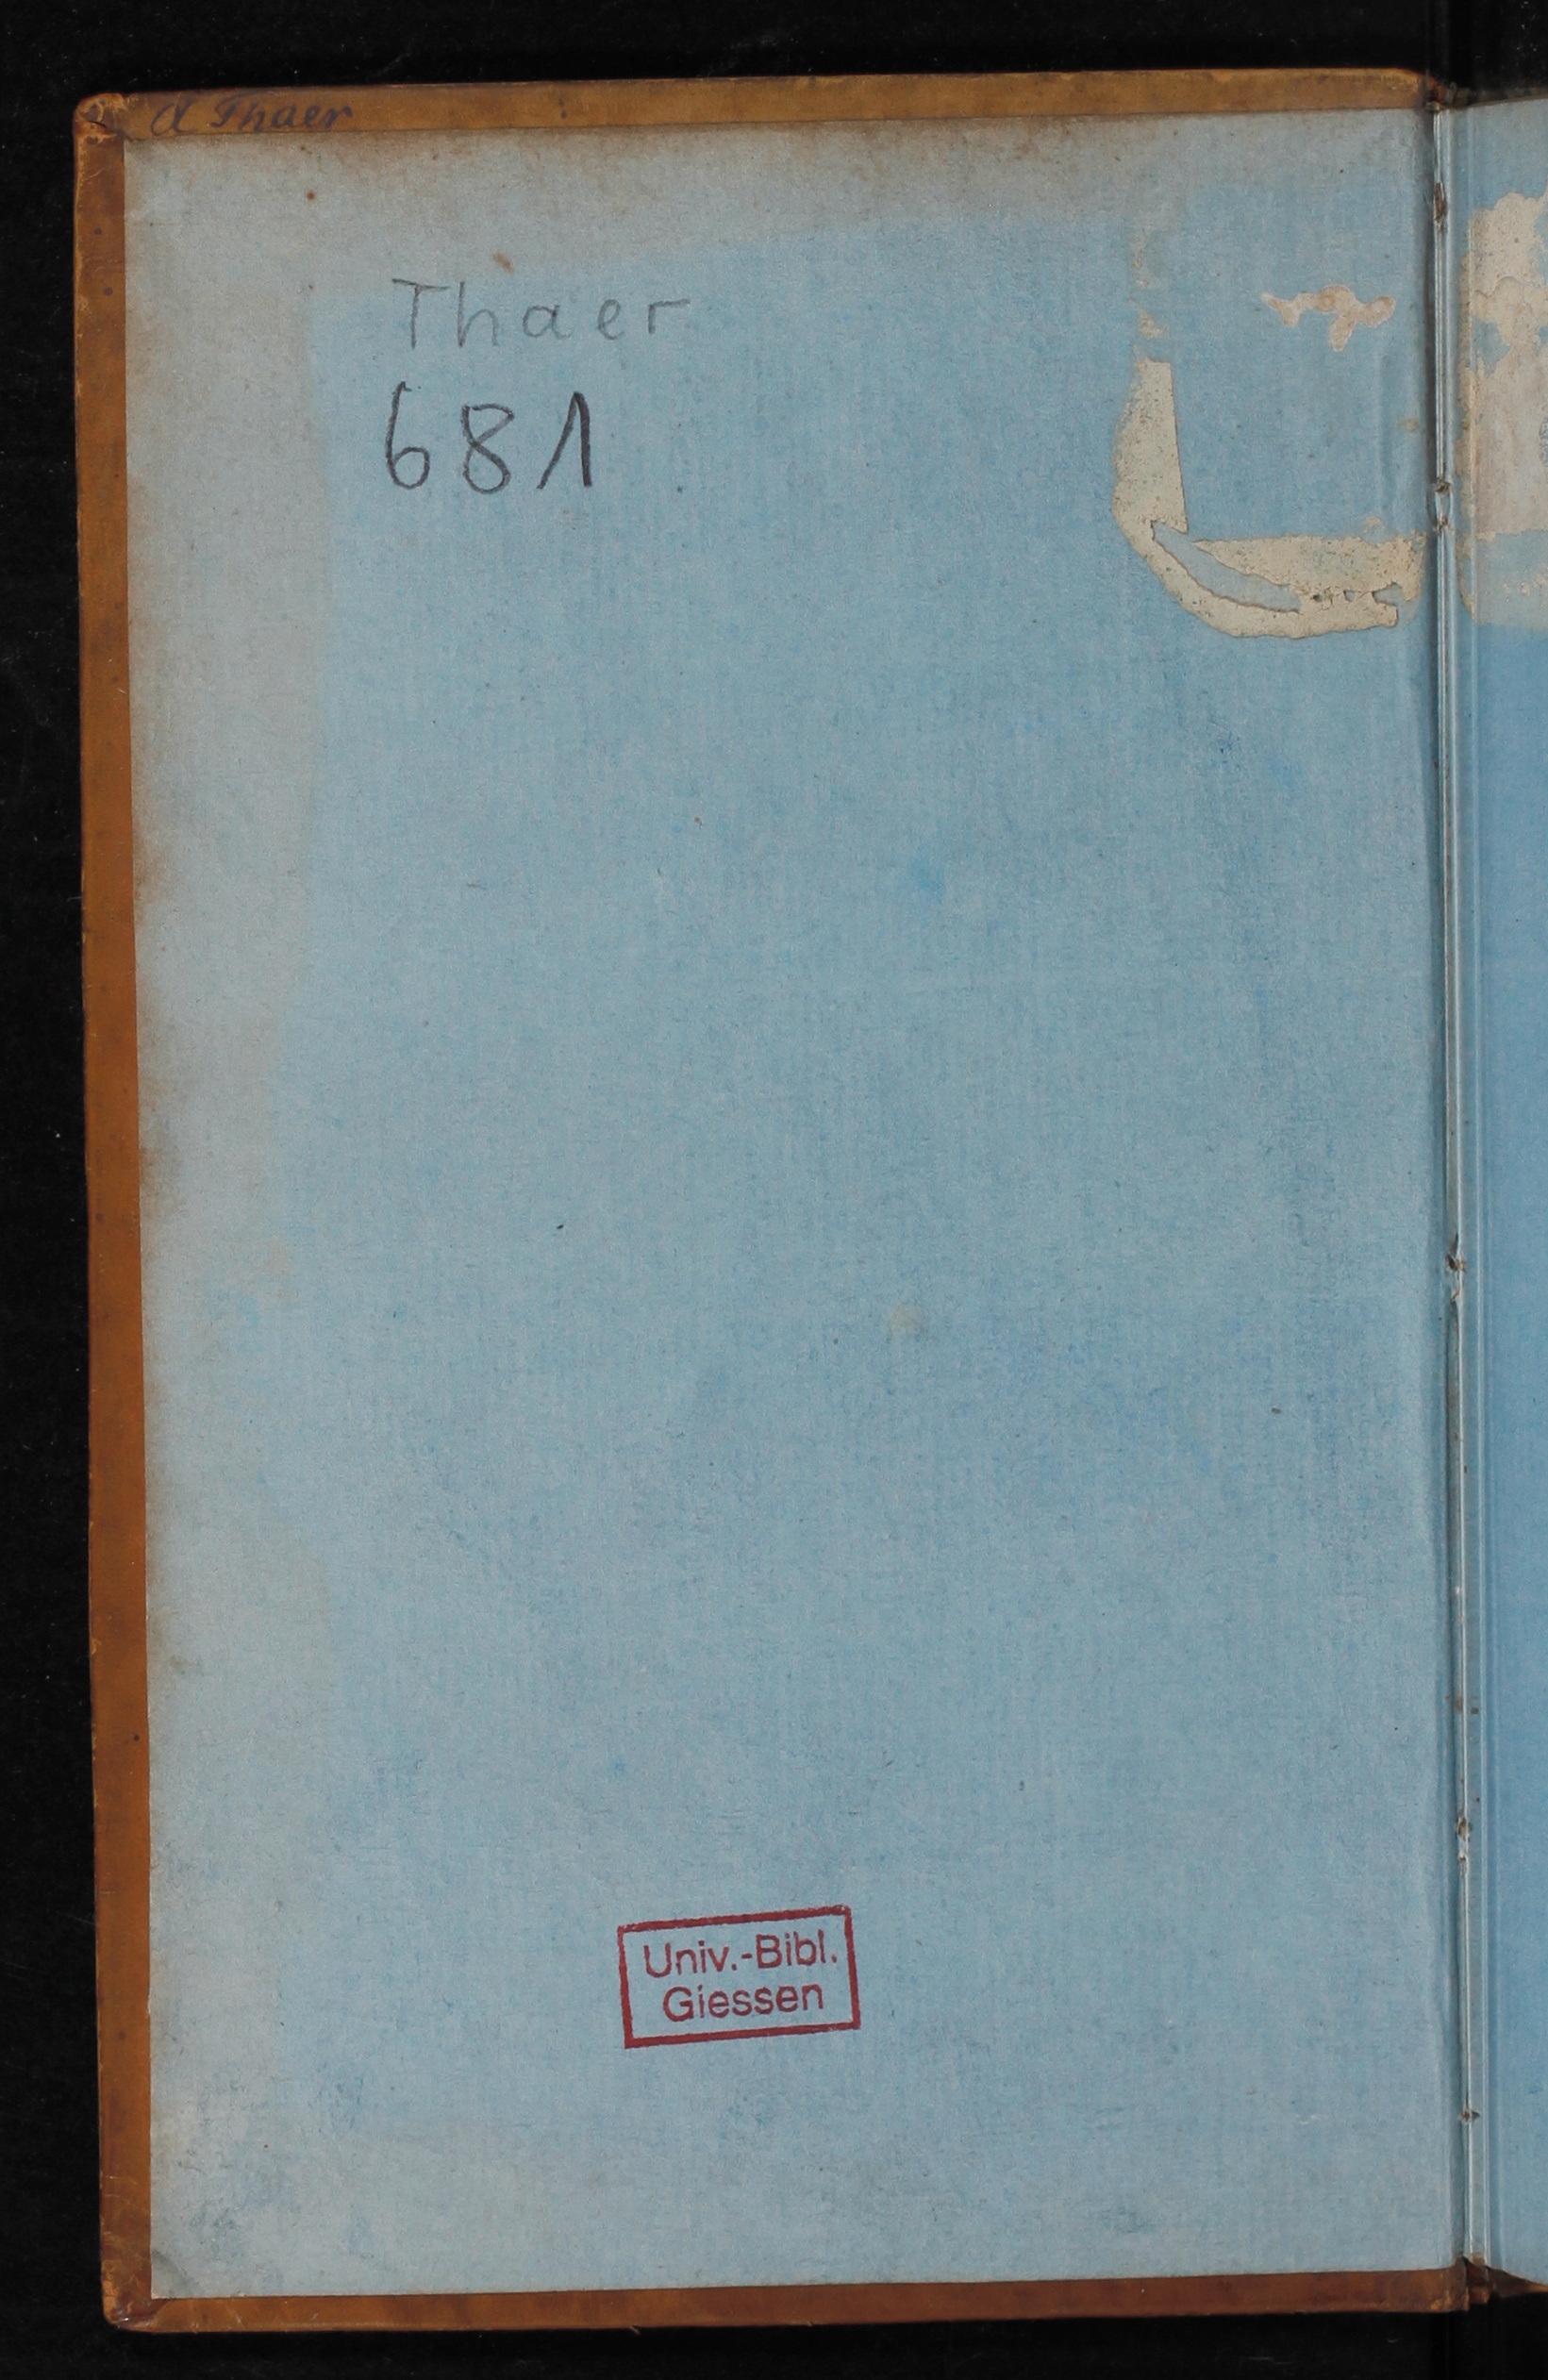 A Thaer
Thaer
681
Univ.-Bibl.
Giessen